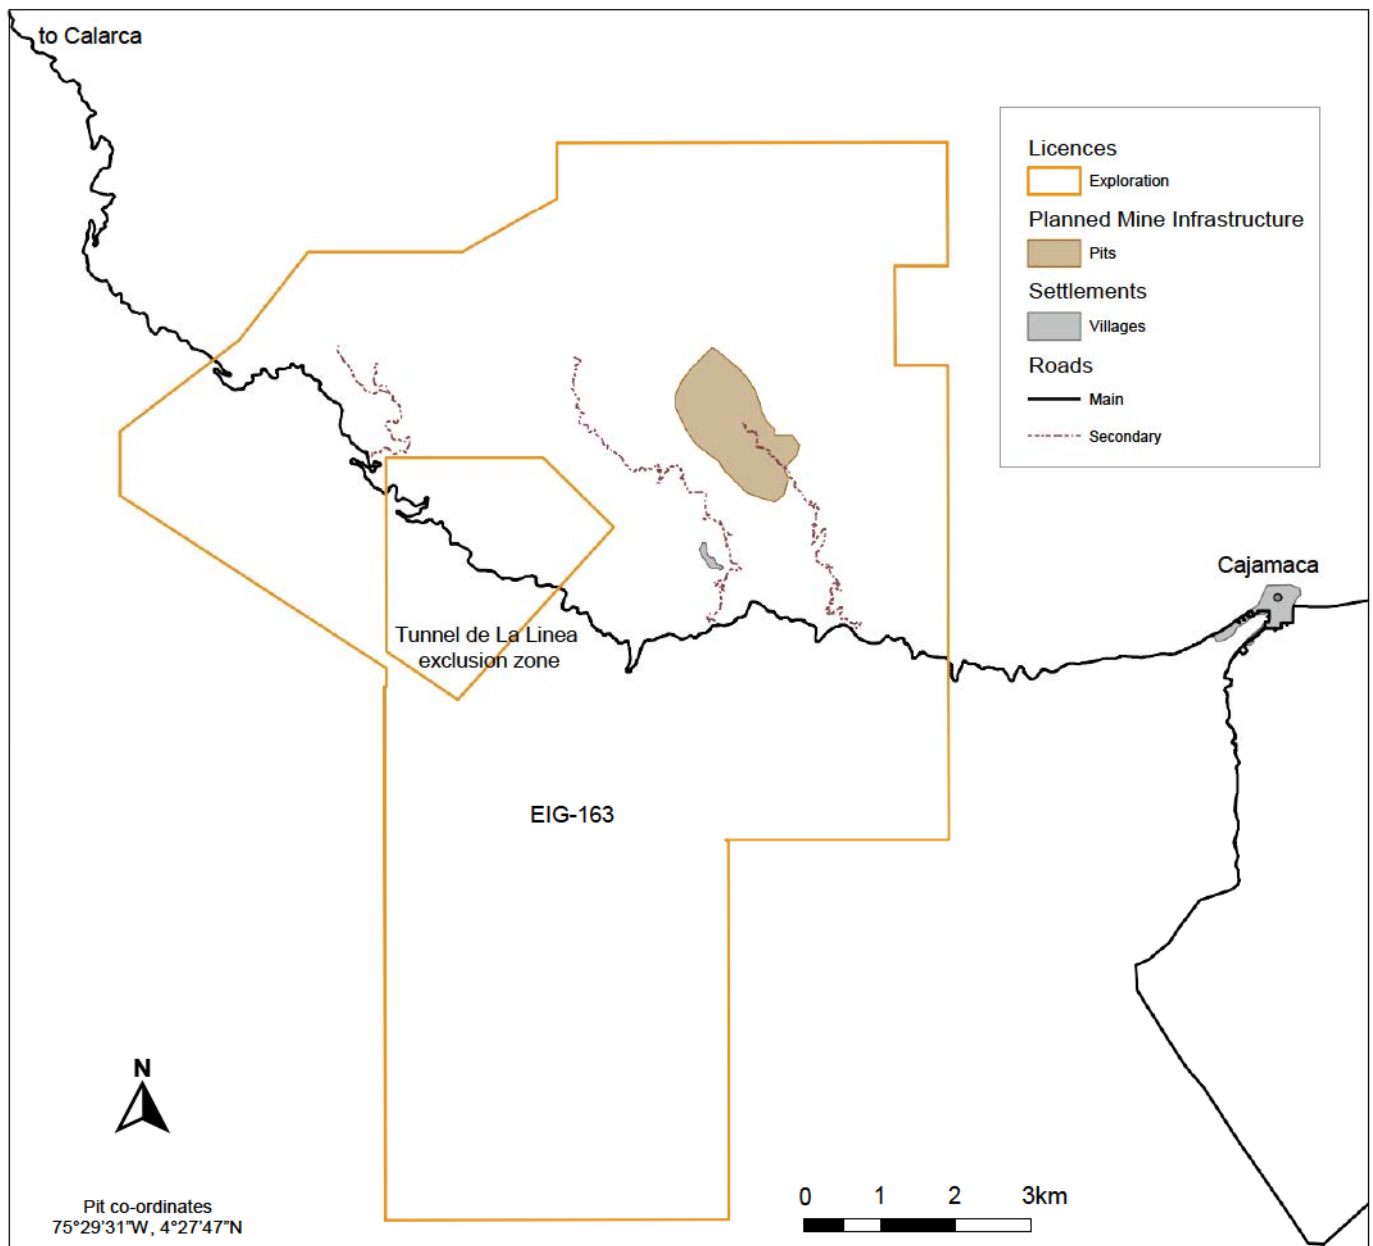 to Calarca
Licences
Exploration
Planned Mine Infrastructure
Pits
Settlements
Villages
Roads
Main
Secondary
Cajamaca
Tunnel de La Linea
exclusion zone
EIG-163
N
Pit co-ordinates
75°29'31"W, 4°27'47"N
0 1 2 3km